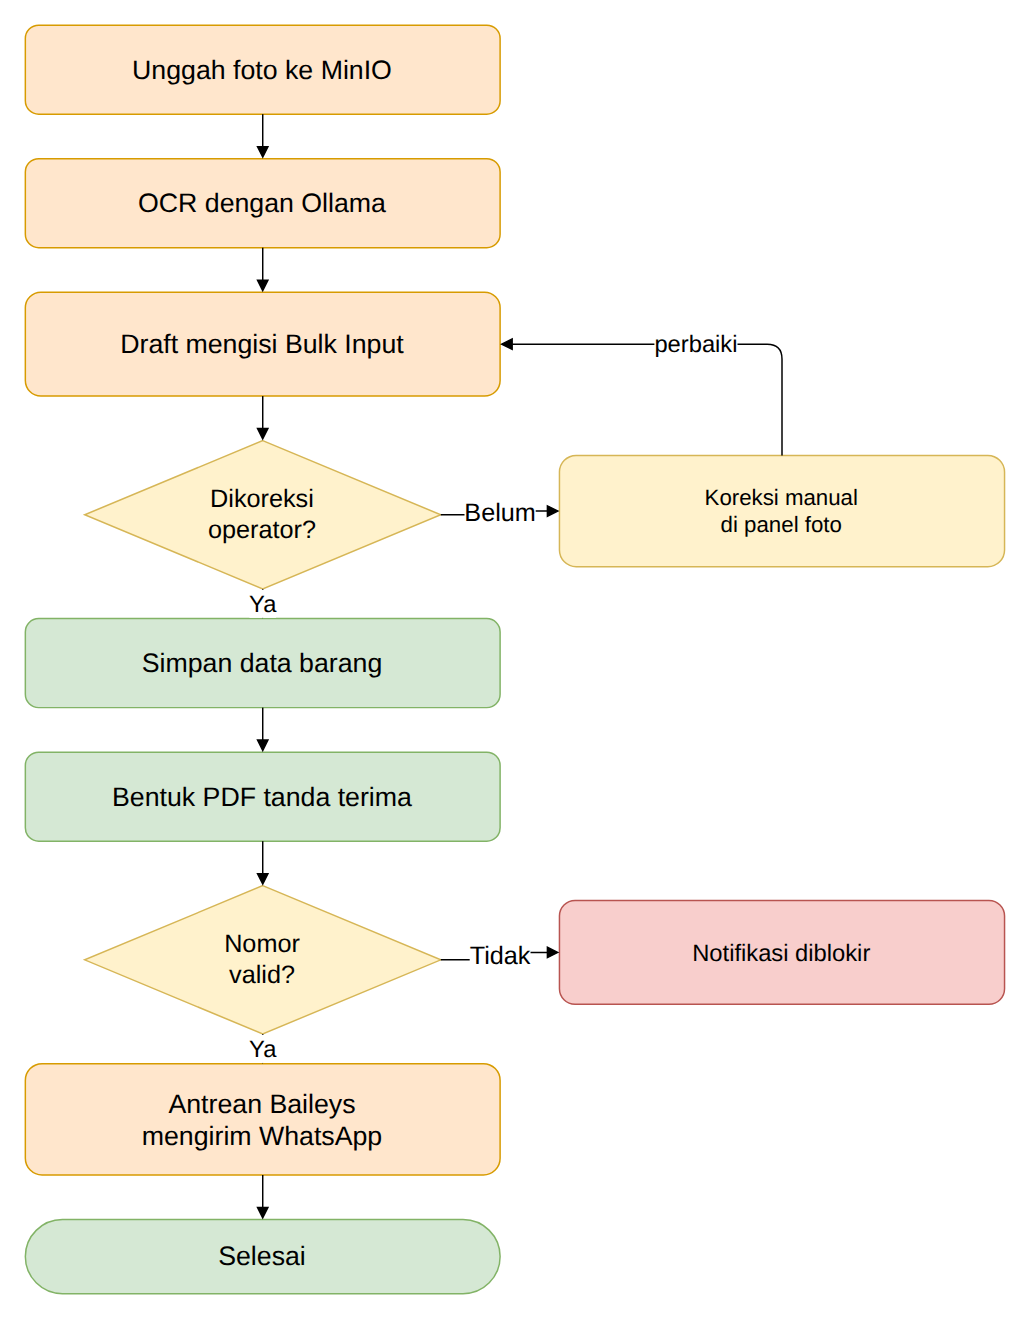 Unggah foto ke MinIO
OCR dengan Ollama
Draft mengisi Bulk Input
perbaiki
Dikoreksi
operator?
Belum
Koreksi manual
di panel foto
Ya
Simpan data barang
Bentuk PDF tanda terima
Nomor
valid?
Tidak
Notifikasi diblokir
Ya
Antrean Baileys
mengirim WhatsApp
Selesai